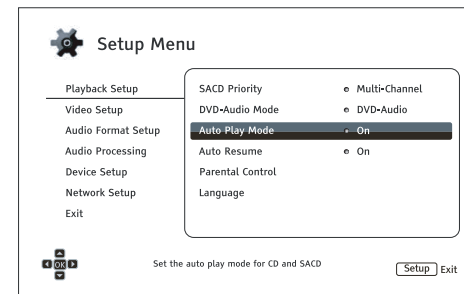 Setup Menu
Playback Setup
Video Setup
Audio Format Setup
Audio Processing
Device Setup
Network Setup
Exit
SACD Priority Multi-Channel
DVD-Audio Mode DVD-Audio
Auto Play Mode On
Auto Resume On
Parental Control
Language
OK
Set the auto play mode for CD and SACD
Setup Exit